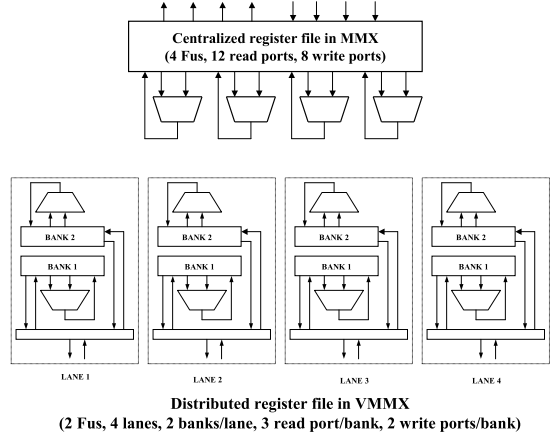 Centralized register file in MMX
(4 Fus, 12 read ports, 8 write ports)
BANK 2
BANK 1
LANE 1
BANK 2
BANK 1
LANE 2
BANK 2
BANK 1
LANE 3
BANK 2
BANK 1
LANE 4
Distributed register file in VMMX
(2 Fus, 4 lanes, 2 banks/lane, 3 read port/bank, 2 write ports/bank)